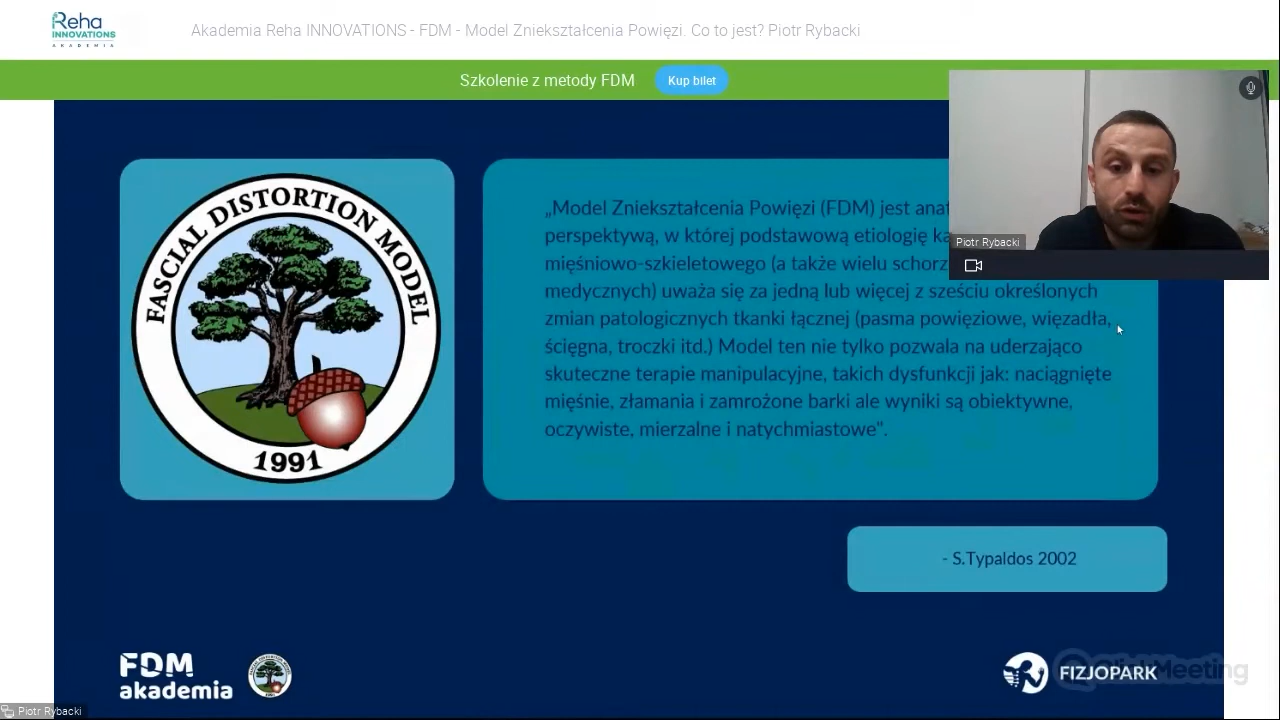 Reha
INNOVATIONS
AKADEMIA
Akademia Reha INNOVATIONS - FDM - Model Zniekształcenia Powięzi. Co to jest? Piotr Rybacki
Szkolenie z metody FDM
Kup bilet
FASCIAL DISTORTION MODEL
1991
„Model Zniekształcenia Powięzi (FDM) jest
perspektywą, w której podstawową etiologię
mięśniowo-szkieletowego (a także wielu
medycznych) uważa się za jedną lub więcej z sześciu określonych
zmian patologicznych tkanki łącznej (pasma powięziowe, więzadła,
ścięgna, troczki itd.) Model ten nie tylko pozwala na uderzająco
skuteczne terapie manipulacyjne, takich dysfunkcji jak: naciągnięte
mięśnie, złamania i zamrożone barki ale wyniki są obiektywne,
oczywiste, mierzalne i natychmiastowe".
Piotr Rybacki
- S.Typaldos 2002
FDM
akademia
1991
FIZJOPARK
ClickMeeting
Piotr Rybacki